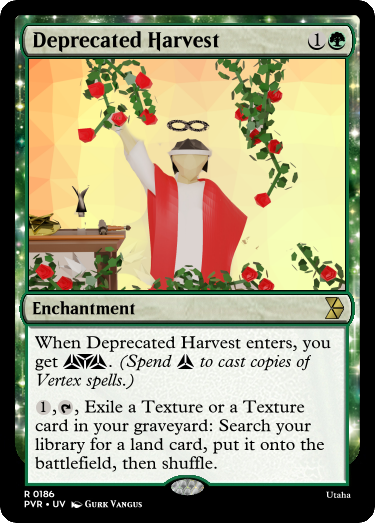 Deprecated Harvest 1
Enchantment
When Deprecated Harvest enters, you
get . (Spend to cast copies of
Vertex spells.)
1, , Exile a Texture or a Texture
card in your graveyard: Search your
library for a land card, put it onto the
battlefield, then shuffle.
R 0186
Utaha
PVR • UV Gurk Vangus